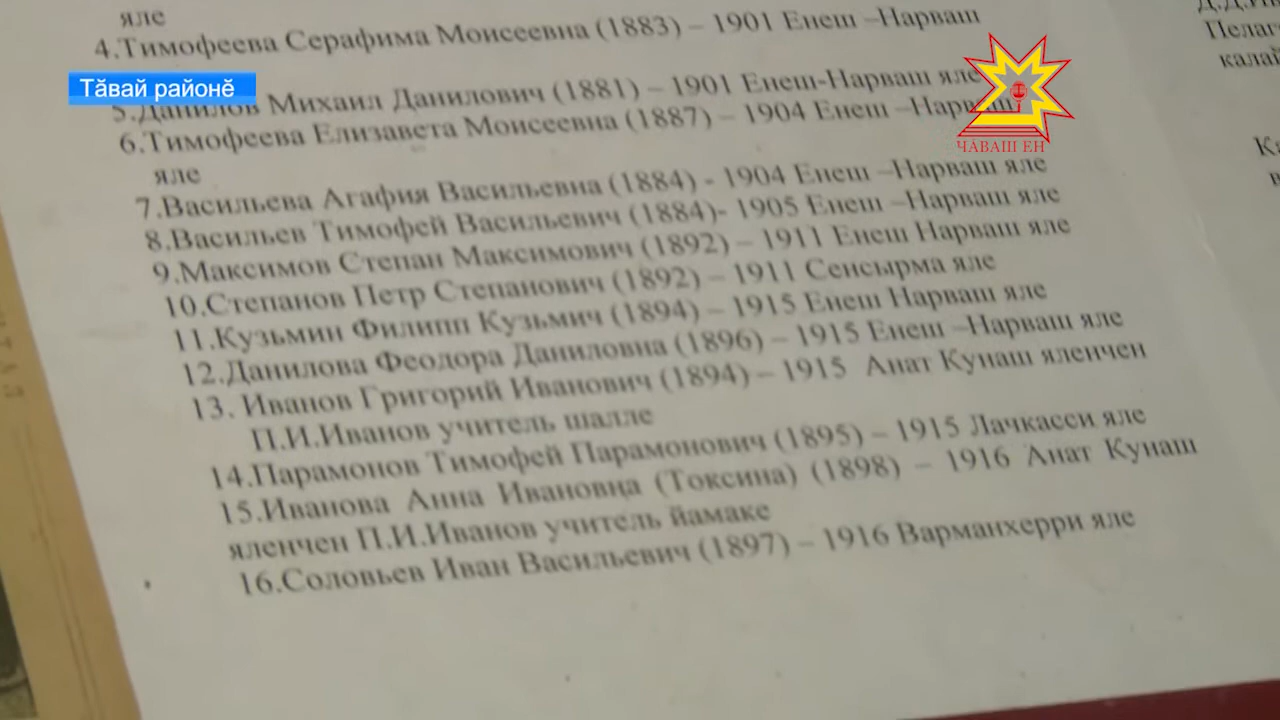 яле
4.Тимофеева Серафима Моисеевна (1883) – 1901 Енеш –Нарваш
Тӑвай районӗ
5.Данилов Михаил Данилович (1881) – 1901 Енеш-Нарваш яле
6.Тимофеева Елизавета Моисеевна (1887) – 1904 Енеш –Нарваш
яле
7.Васильева Агафия Васильевна (1884) - 1904 Енеш –Нарваш яле
8.Васильев Тимофей Васильевич (1884)- 1905 Енеш –Нарваш яле
9.Максимов Степан Максимович (1892) – 1911 Енеш Нарваш яле
10.Степанов Петр Степанович (1892) – 1911 Сенсырма яле
11.Кузьмин Филипп Кузьмич (1894) – 1915 Енеш Нарваш яле
12.Данилова Феодора Даниловна (1896) – 1915 Енеш –Нарваш яле
13. Иванов Григорий Иванович (1894) – 1915 Анат Кунаш яленчен
П.И.Иванов учитель шалле
14.Парамонов Тимофей Парамонович (1895) – 1915 Лачкасси яле
15.Иванова Анна Ивановна (Токсина) (1898) – 1916 Анат Кунаш
яленчен П.И.Иванов учитель йамаке
16.Соловьев Иван Васильевич (1897) – 1916 Варманхерри яле
ЧӐВАШ ЕН
Пелаг
калай